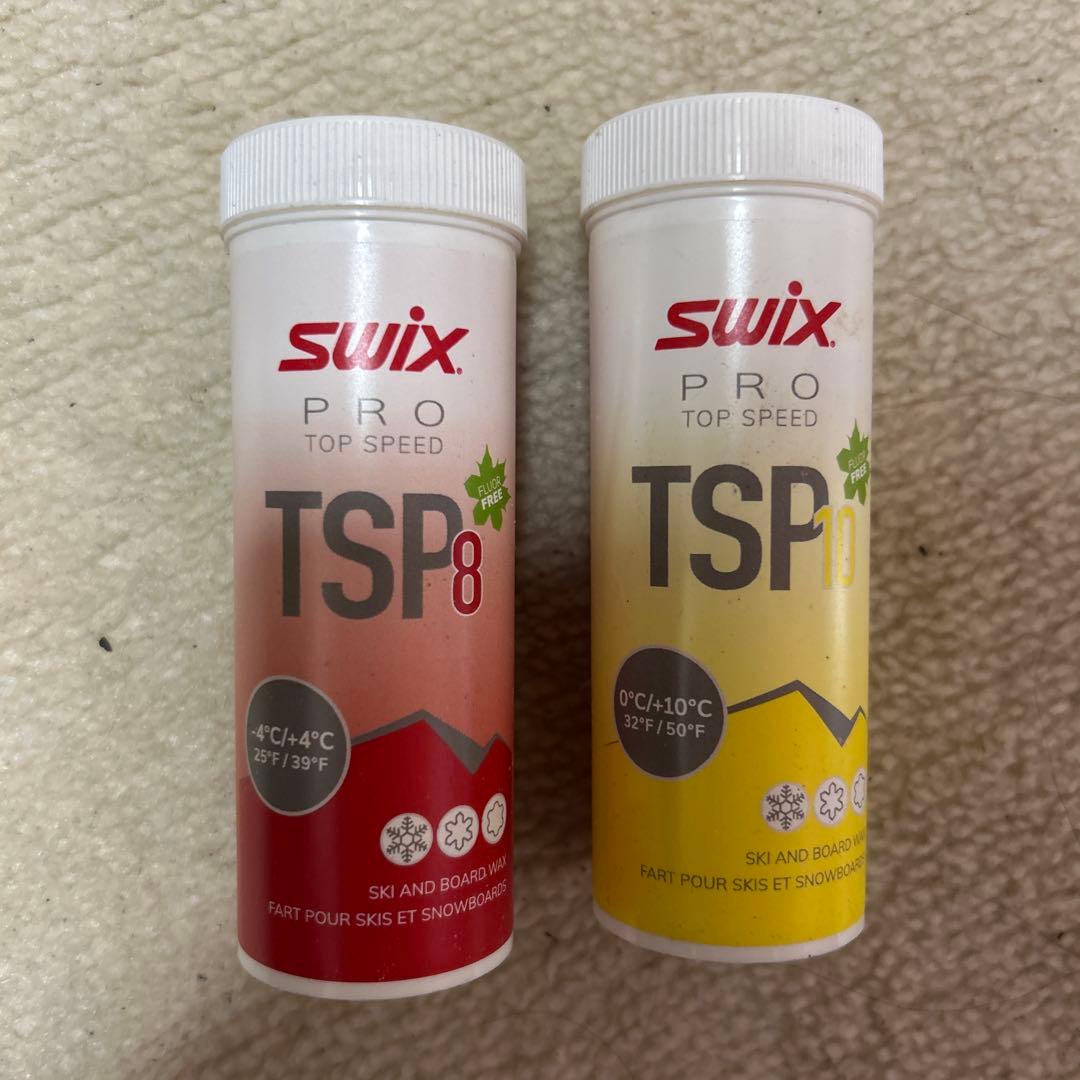 SWIX
PRO
TOP SPEED
FLUOR
FREE
TSP8
-4°C/+4°C
25°F / 39°F
SKI AND BOARD WAX
FART POUR SKIS ET SNOWBOARDS
SWIX
PRO
TOP SPEED
FLUOR
FREE
TSP10
0°C/+10°C
32°F / 50°F
SKI AND BOARD WAX
FART POUR SKIS ET SNOWBOARDS